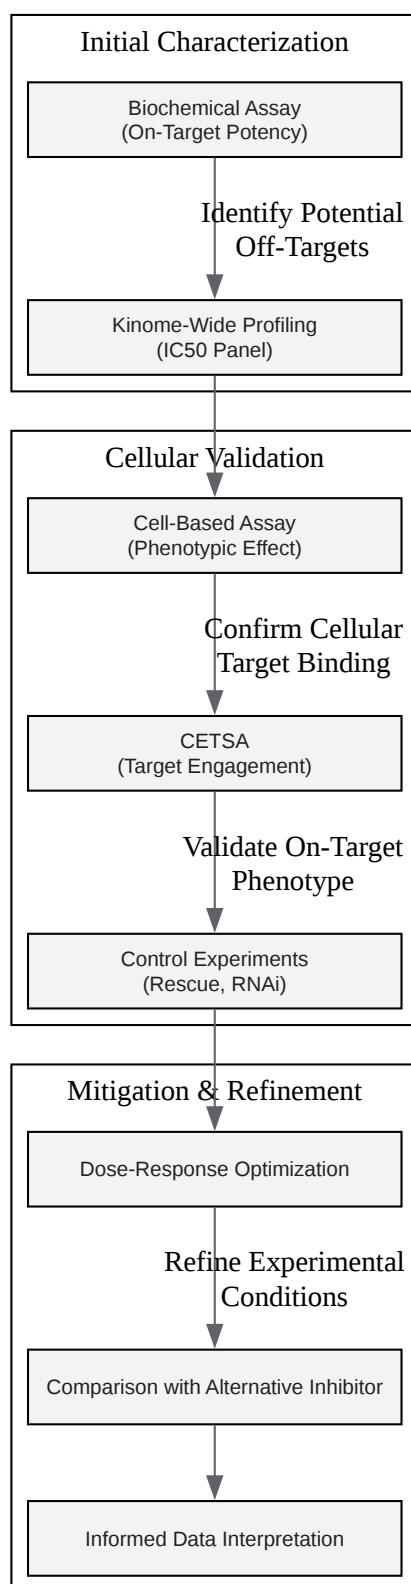 Initial Characterization
Biochemical Assay
(On-Target Potency)
Identify Potential
Off-Targets
Kinome-Wide Profiling
(IC50 Panel)
Cellular Validation
Cell-Based Assay
(Phenotypic Effect)
Confirm Cellular
Target Binding
CETSA
(Target Engagement)
Validate On-Target
Phenotype
Control Experiments
(Rescue, RNAi)
Mitigation & Refinement
Dose-Response Optimization
Refine Experimental
Conditions
Comparison with Alternative Inhibitor
Informed Data Interpretation